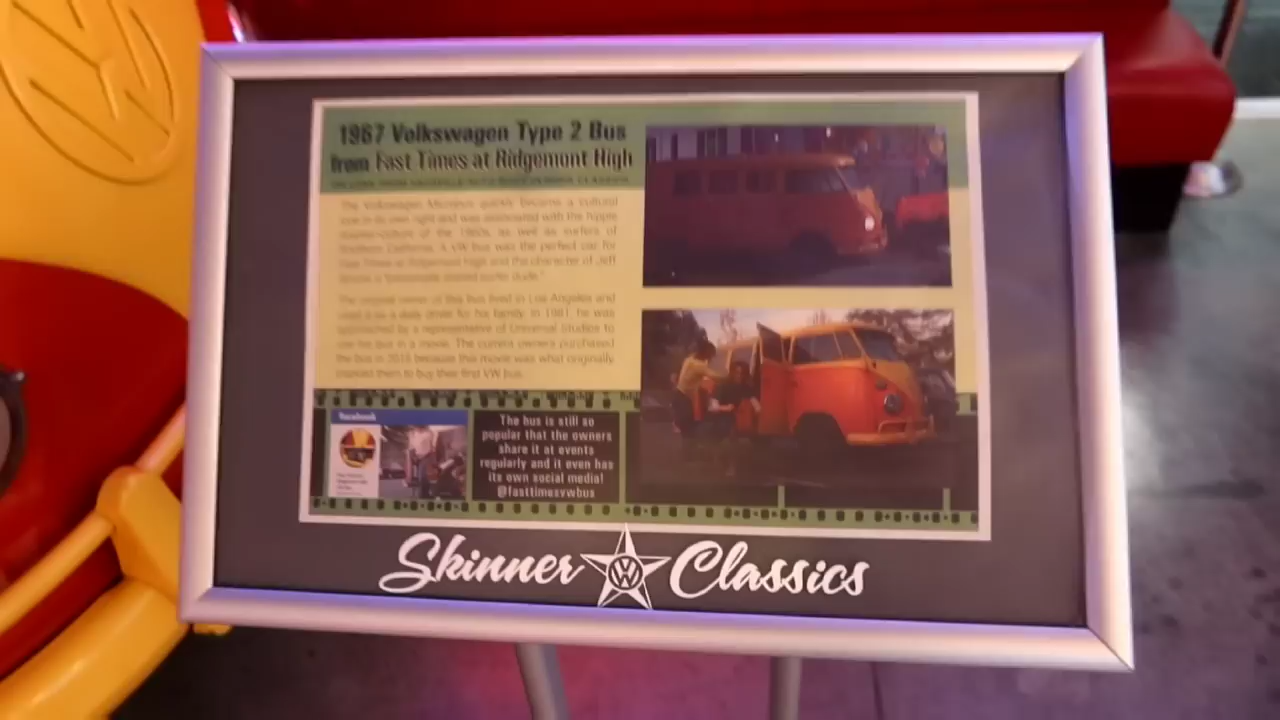 1967 Volkswagen Type 2 Bus
from Fast Times at Ridgemont High
The Volkswagen Microbus quickly became a cultural
icon in its own right and was associated with the hippie
counter-culture of the 1960s, as well as surfers of
Southern California. A VW bus was the perfect car for
Fast Times at Ridgemont High and the character of Jeff
The original owner of this bus lived in Los Angeles and
used it as a daily driver for his family. In 1981, he was
approached by a representative of Universal Studios to
use the bus in a movie. The current owners purchased
the bus in 2015 because this movie was what originally
inspired them to buy their first VW bus.
facebook
The bus is still so
popular that the owners
share it at events
regularly and it even has
its own social media!
@fasttimesvwbus
Skinner Classics